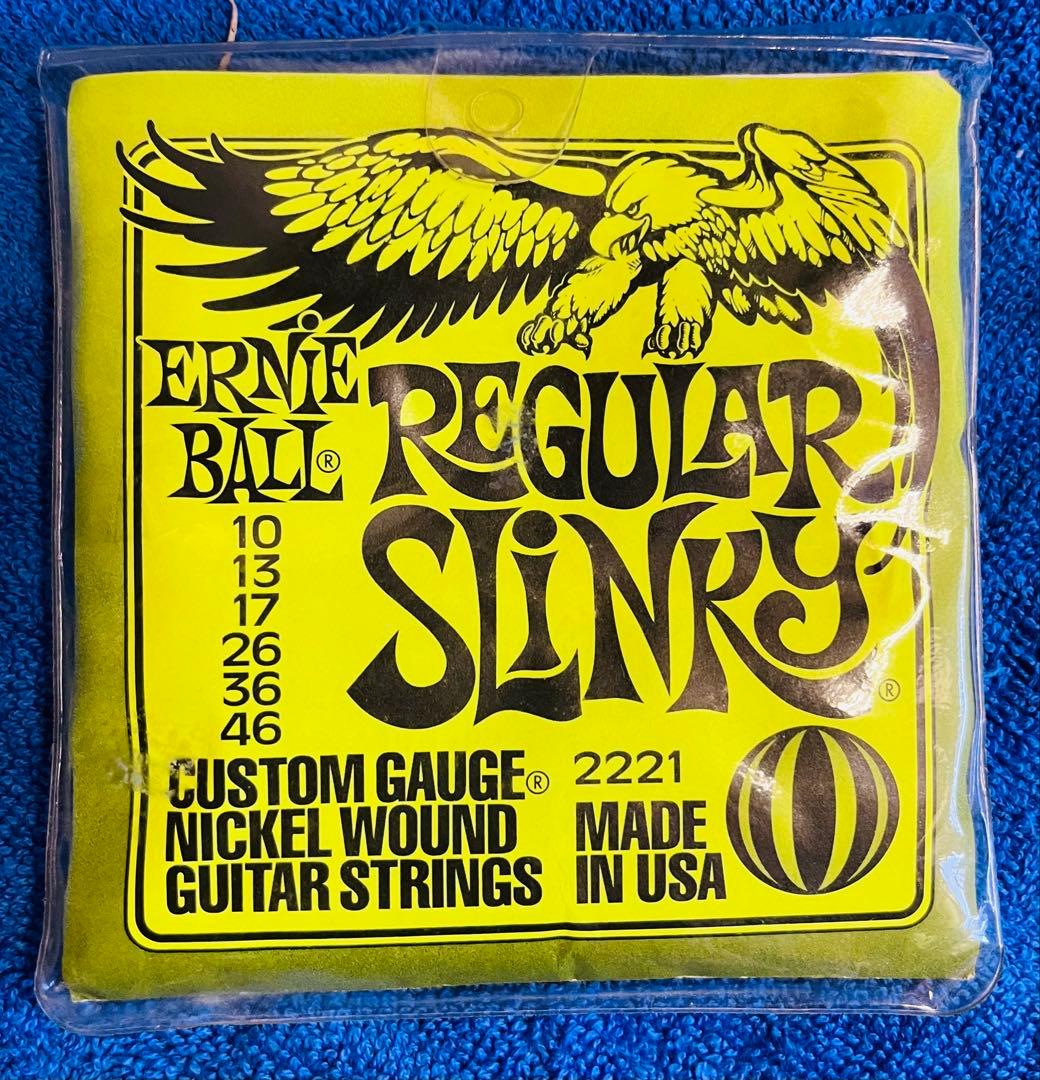 ERNiE
BALL®
REGULAR
SLiNKY®
10
13
17
26
36
46
CUSTOM GAUGE®
NICKEL WOUND
GUITAR STRINGS
2221
MADE
IN USA